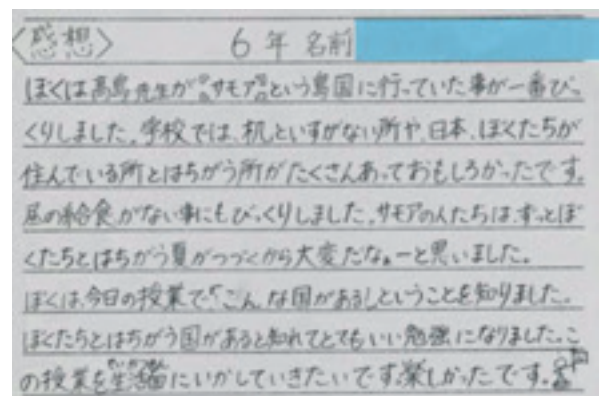 〈感想〉 6年 名前
ぼくは高島先生が"サモア"という島国に行っていた事が一番びっ
くりしました。学校では、机といすがない所や、日本、ぼくたちが
住んでいる所とはちがう所がたくさんあっておもしろかったです。
昼の給食がない事にもびっくりしました。サモアの人たちは、ずっとぼ
くたちとはちがう夏がつづくから大変だなぁーと思いました。
ぼくは、今日の授業で、「こんな国がある」ということを知りました。
ぼくたちとはちがう国があると知れてとてもいい勉強になりました。こ
の授業を生活面にいかしていきたいです。楽しかったです。